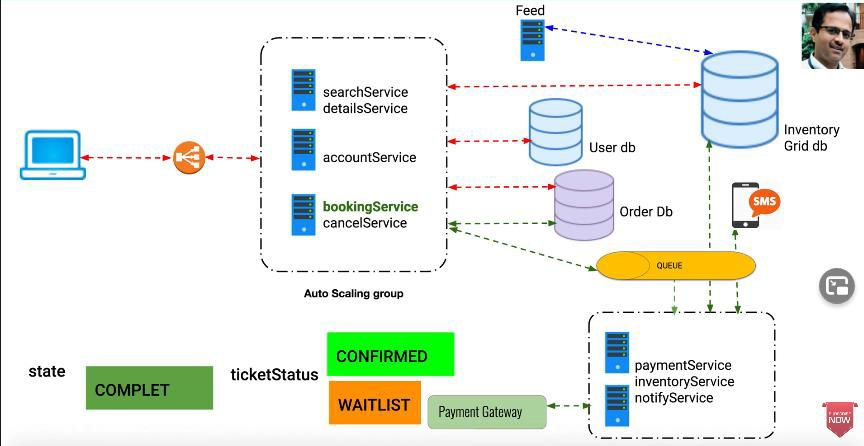 Feed
searchService
detailsService
Inventory
Grid db
User db
accountService
bookingService
cancelService
Order Db
SMS
QUEUE
Auto Scaling group
CONFIRMED
state
COMPLET
ticketStatus
WAITLIST
Payment Gateway
paymentService
inventoryService
notifyService
NOW